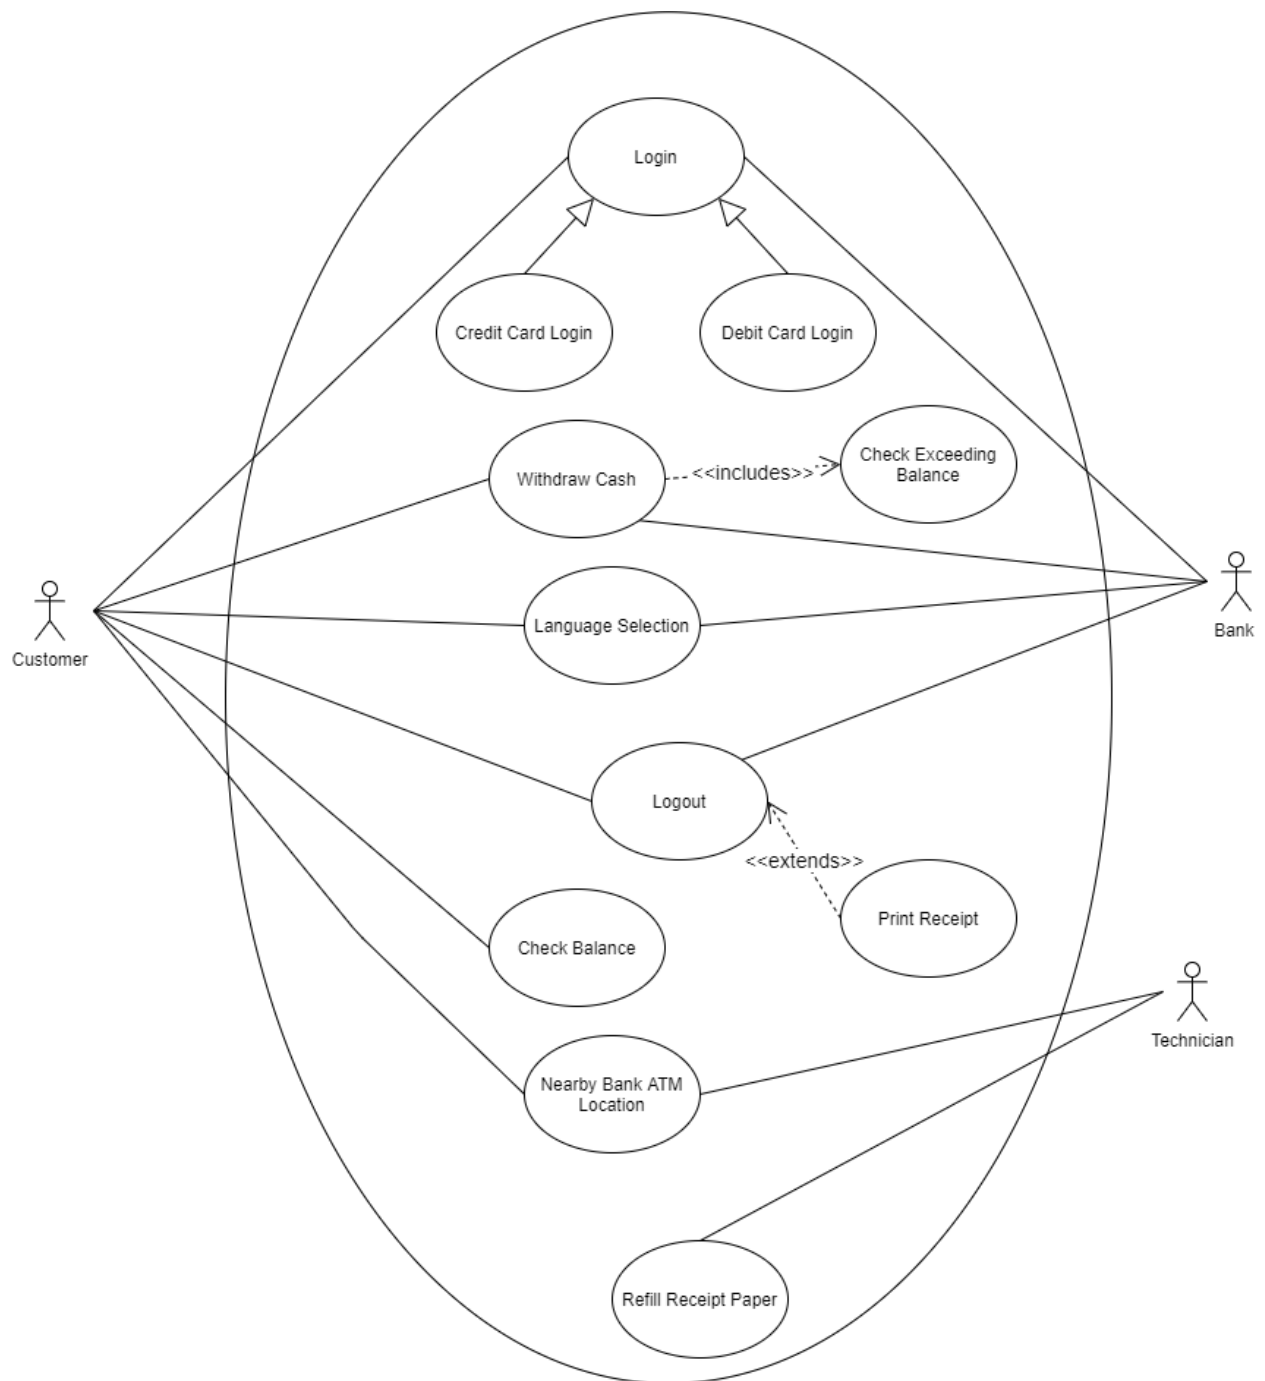 Login
Credit Card Login
Debit Card Login
Withdraw Cash
<<includes>>
Check Exceeding
Balance
Language Selection
Customer
Bank
Logout
<<extends>>
Print Receipt
Check Balance
Technician
Nearby Bank ATM
Location
Refill Receipt Paper